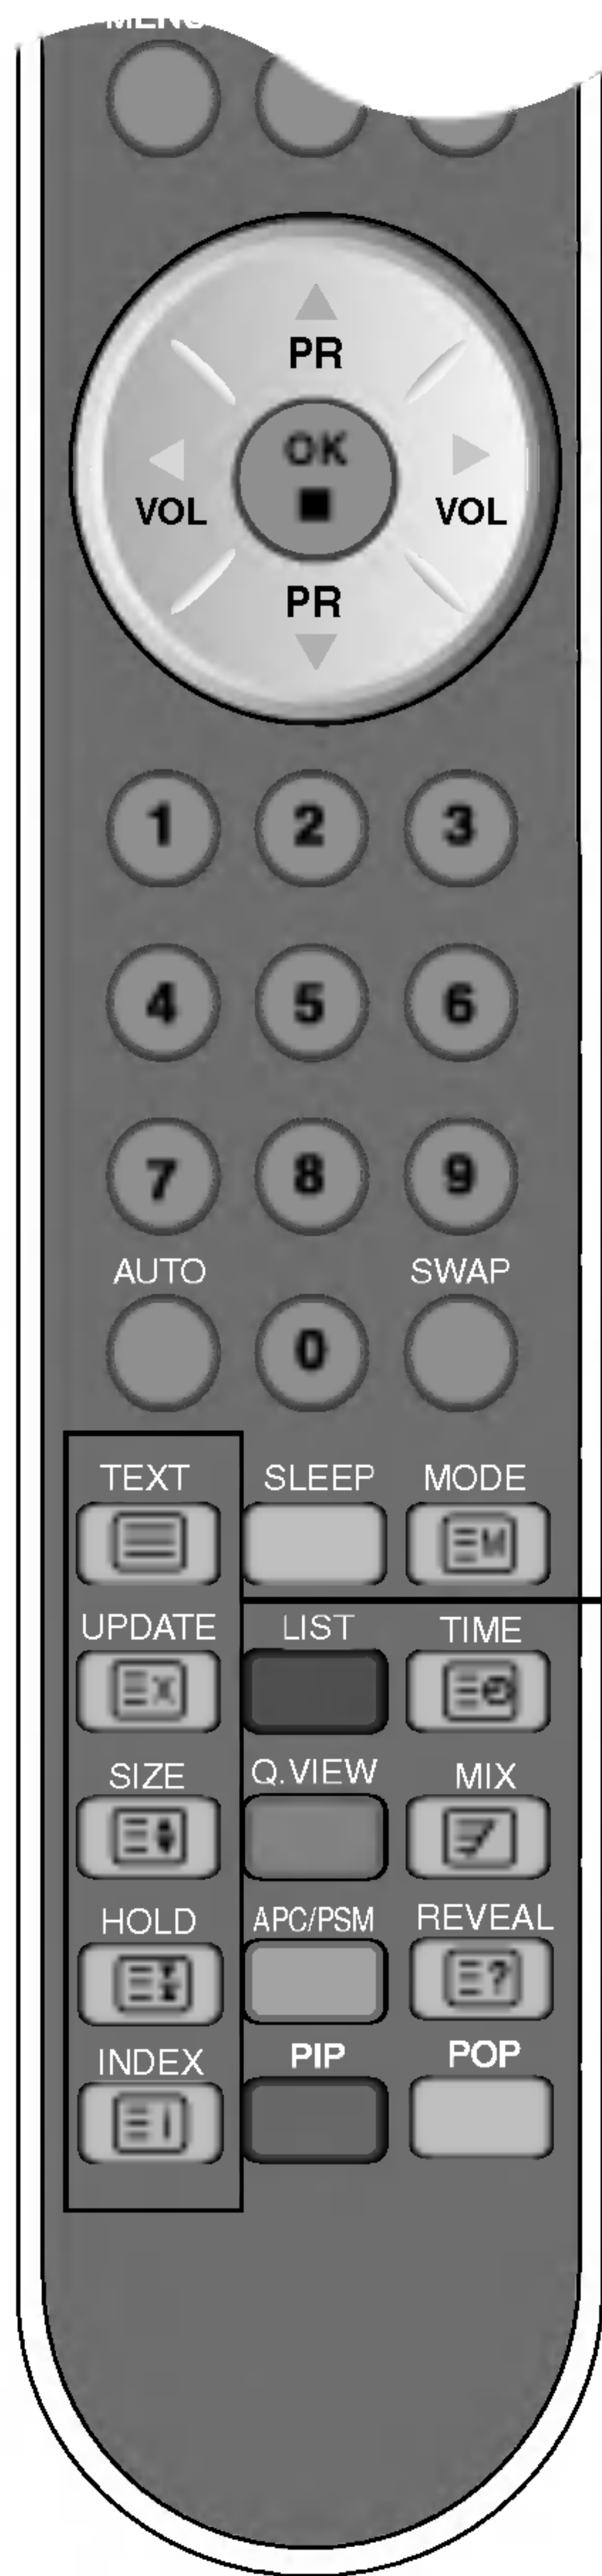 MENU
PR
OK
VOL VOL
PR
1 2 3
4 5 6
7 8 9
AUTO SWAP
0
TEXT SLEEP MODE
M
UPDATE LIST TIME
X
SIZE Q.VIEW MIX
HOLD APC/PSM REVEAL
?
INDEX PIP POP
i